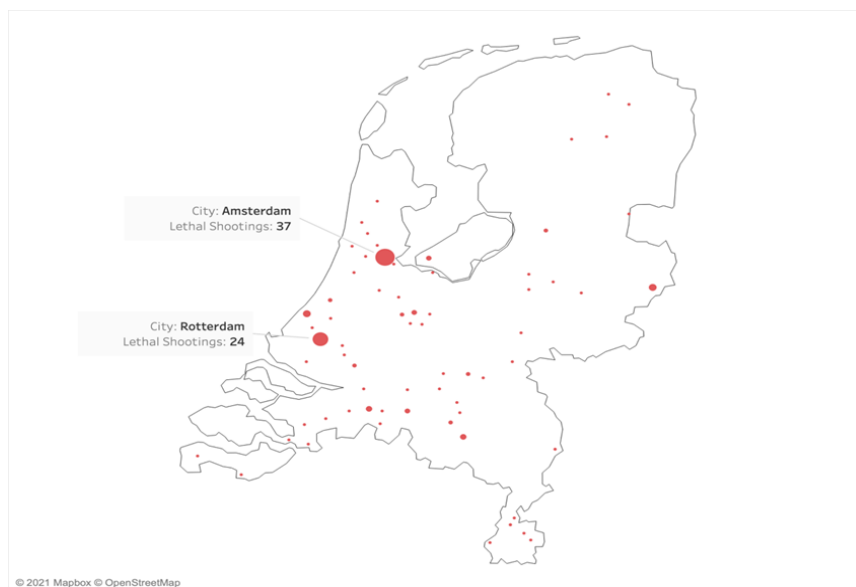 City: Amsterdam
Lethal Shootings: 37
City: Rotterdam
Lethal Shootings: 24
© 2021 Mapbox © OpenStreetMap